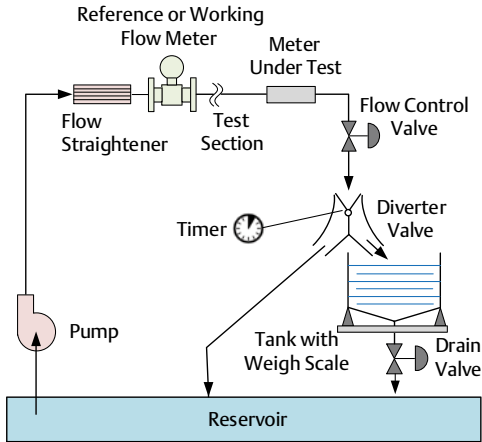 Reference or Working
Flow Meter
Meter
Under Test
Flow
Straightener
Test
Section
Flow Control
Valve
Timer
Diverter
Valve
Pump
Tank with
Weigh Scale
Drain
Valve
Reservoir